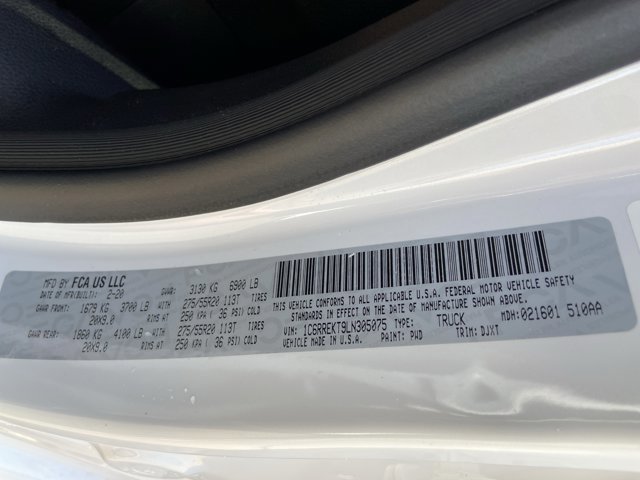 MFD BY FCA US LLC
DATE OF MFR(BUILT): 2-20 GVWR: 3130 KG 6900 LB
GAWR FRONT: 1679 KG 3700 LB 275/55R20 113T TIRES
20X9.0 RIMS AT 250 KPA ( 36 PSI) COLD
GAWR REAR: 1860 KG 4100 LB 275/55R20 113T TIRES
20X9.0 RIMS AT 250 KPA ( 36 PSI) COLD
THIS VEHICLE CONFORMS TO ALL APPLICABLE U.S.A. FEDERAL MOTOR VEHICLE SAFETY
STANDARDS IN EFFECT ON THE DATE OF MANUFACTURE SHOWN ABOVE.
VIN: 1C6RREKT9LN305075 TYPE: TRUCK MDH: 021601 510AA
VEHICLE MADE IN U.S.A. PAINT: PWD TRIM: DJXT